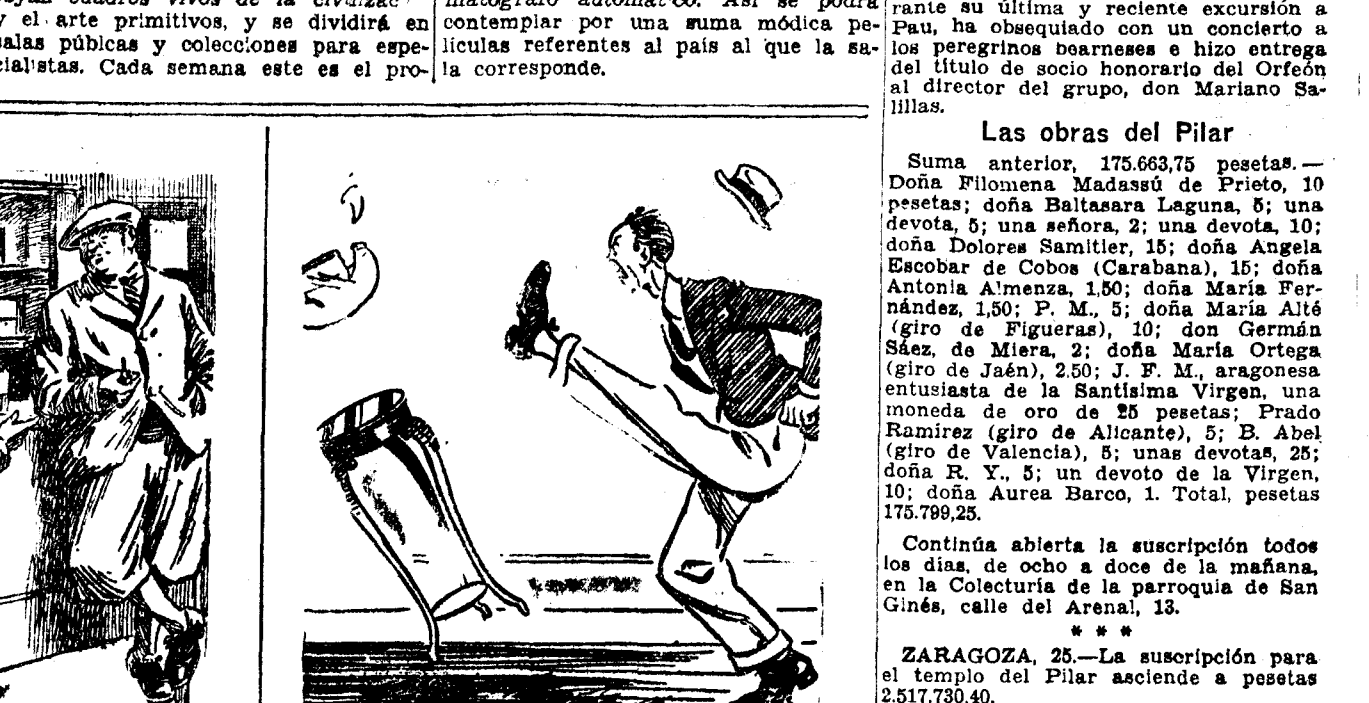 y el arte primitivos, y se dividirá en
salas públcas y colecciones para espe-
cial'stas. Cada semana este es el pro-
contemplar por una suma módica pe-
lículas referentes al país al que la sa-
la corresponde.
rante su última y reciente excursión a
Pau, ha obsequiado con un concierto a
los peregrinos bearneses e hizo entrega
del título de socio honorario del Orfeón
al director del grupo, don Mariano Sa-
lillas.
Las obras del Pilar
Suma anterior, 175.663,75 pesetas.—
Doña Filomena Madassú de Prieto, 10
pesetas; doña Baltasara Laguna, 5; una
devota, 5; una señora, 2; una devota, 10;
doña Dolores Samitier, 15; doña Angela
Escobar de Cobos (Carabana), 15; doña
Antonia A'menza, 1,50; doña María Fer-
nández, 1,50; P. M., 5; doña María Alté
(giro de Figueras), 10; don Germán
Sáez, de Miera, 2; doña María Ortega
(giro de Jaén), 2.50; J. F. M., aragonesa
entusiasta de la Santísima Virgen, una
moneda de oro de 25 pesetas; Prado
Ramirez (giro de Alicante), 5; B. Abel
(giro de Valencia), 5; unas devotas, 25;
doña R. Y., 5; un devoto de la Virgen,
10; doña Aurea Barco, 1. Total, pesetas
175.799,25.
Continúa abierta la suscripción todos
los días, de ocho a doce de la mañana,
en la Colecturía de la parroquia de San
Ginés, calle del Arenal, 13.
* * *
ZARAGOZA, 25.—La suscripción para
el templo del Pilar asciende a pesetas
2.517.730,40.